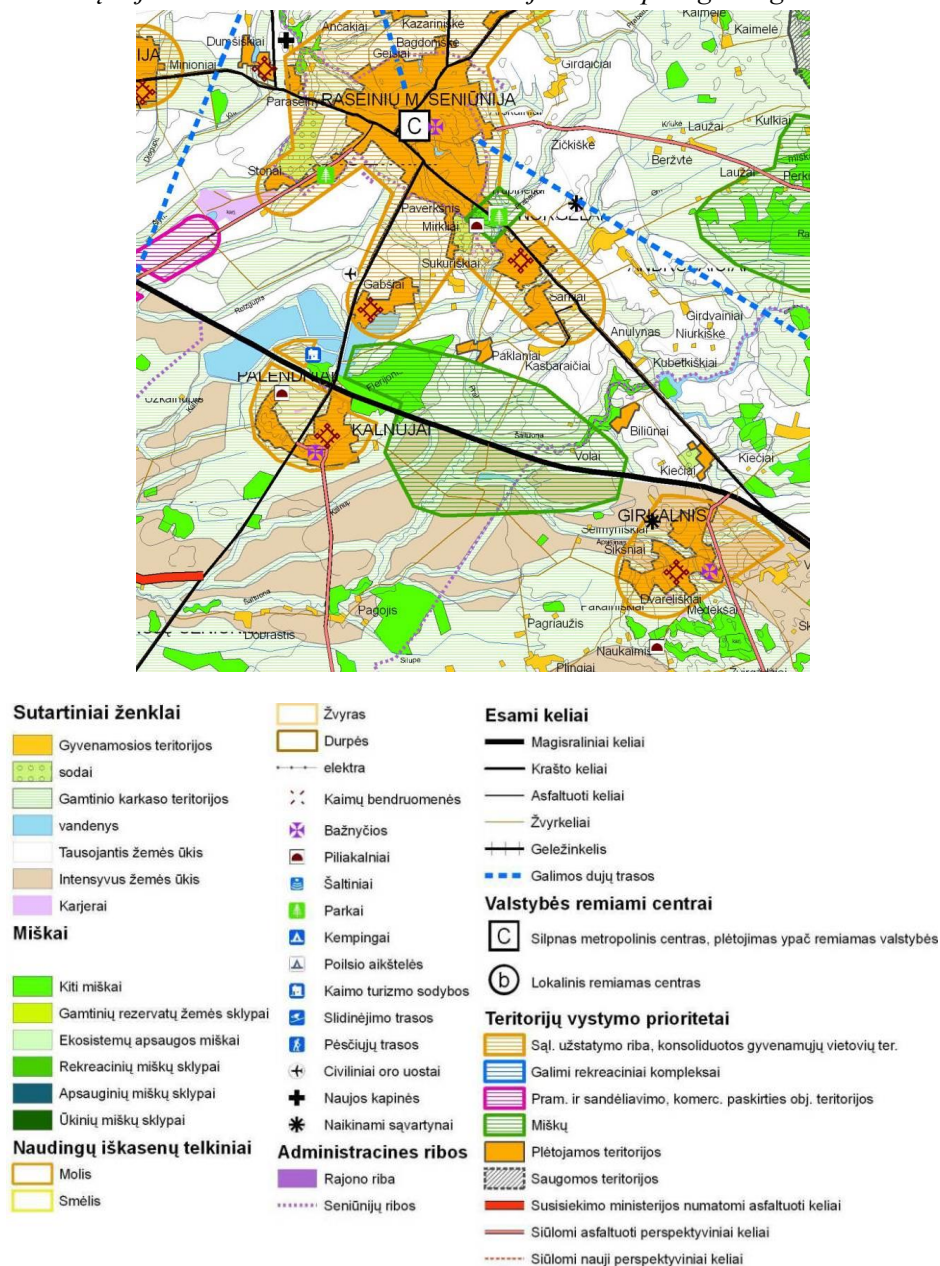 Ančakiai
Kazariniškė
Kaimelė
Kaimelė
Dumšiškiai
Bagdoniškė
Gėluva
Girdaičiai
Minioniai
RASEINIŲ M. SENIŪNIJA
C
Kriukė
Laužai
Kulkiai
Žičkiškė
Beržytė
Laužai
Stonai
Paverksnis
Mirkliai
Sukuriškiai
Gabšiai
Sarniai
Girdvainiai
Anulynas
Niurkiškė
Paklaniai
Kasbaraičiai
Kubetkiškiai
Biliūnai
KALNUJAI
Volai
Kiečiai
Kiečiai
GIRKALNIS
Šikšniai
Dvareliškiai
Pagojis
Pagriaužis
Naukaimis
Plingiai
Šilupė
Sutartiniai ženklai
Gyvenamosios teritorijos
sodai
Gamtinio karkaso teritorijos
vandenys
Tausojantis žemės ūkis
Intensyvus žemės ūkis
Karjerai
Miškai
Kiti miškai
Gamtinių rezervatų žemės sklypai
Ekosistemų apsaugos miškai
Rekreacinių miškų sklypai
Apsauginių miškų sklypai
Ūkinių miškų sklypai
Naudingų iškasenų telkiniai
Molis
Smėlis
Žvyras
Durpės
elektra
Kaimų bendruomenės
Bažnyčios
Piliakalniai
Šaltiniai
Parkai
Kempingai
Poilsio aikštelės
Kaimo turizmo sodybos
Slidinėjimo trasos
Pėsčiųjų trasos
Civiliniai oro uostai
Naujos kapinės
Naikinami sąvartynai
Administracines ribos
Rajono riba
Seniūnijų ribos
Esami keliai
Magisraliniai keliai
Krašto keliai
Asfaltuoti keliai
Žvyrkeliai
Geležinkelis
Galimos dujų trasos
Valstybės remiami centrai
C Silpnas metropolinis centras, plėtojimas ypač remiamas valstybės
b Lokalinis remiamas centras
Teritorijų vystymo prioritetai
Sąl. užstatymo riba, konsoliduotos gyvenamųjų vietovių ter.
Galimi rekreaciniai kompleksai
Pram. ir sandėliavimo, komerc. paskirties obj. teritorijos
Miškų
Plėtojamos teritorijos
Saugomos teritorijos
Susisiekimo ministerijos numatomi asfaltuoti keliai
Siūlomi asfaltuoti perspektyviniai keliai
Siūlomi nauji perspektyviniai keliai